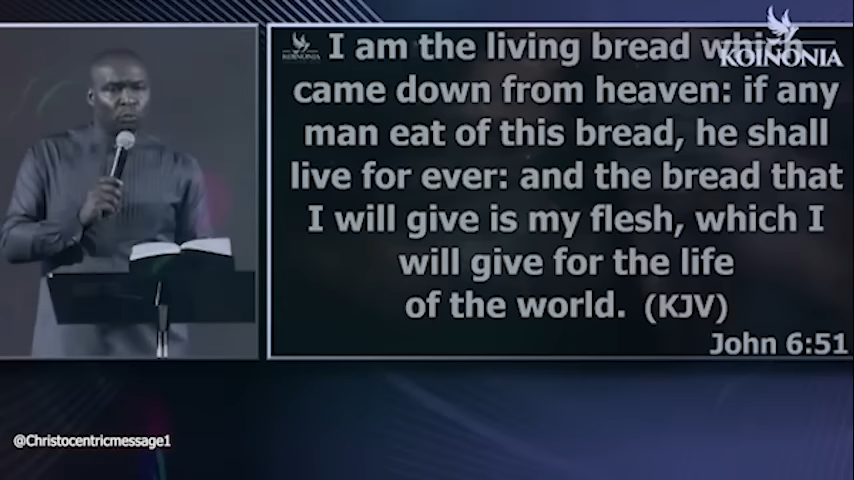 I am the living bread which
came down from heaven: if any
man eat of this bread, he shall
live for ever: and the bread that
I will give is my flesh, which I
will give for the life
of the world. (KJV)
John 6:51
KOINONIA
KOINONIA
@Christocentricmessage1